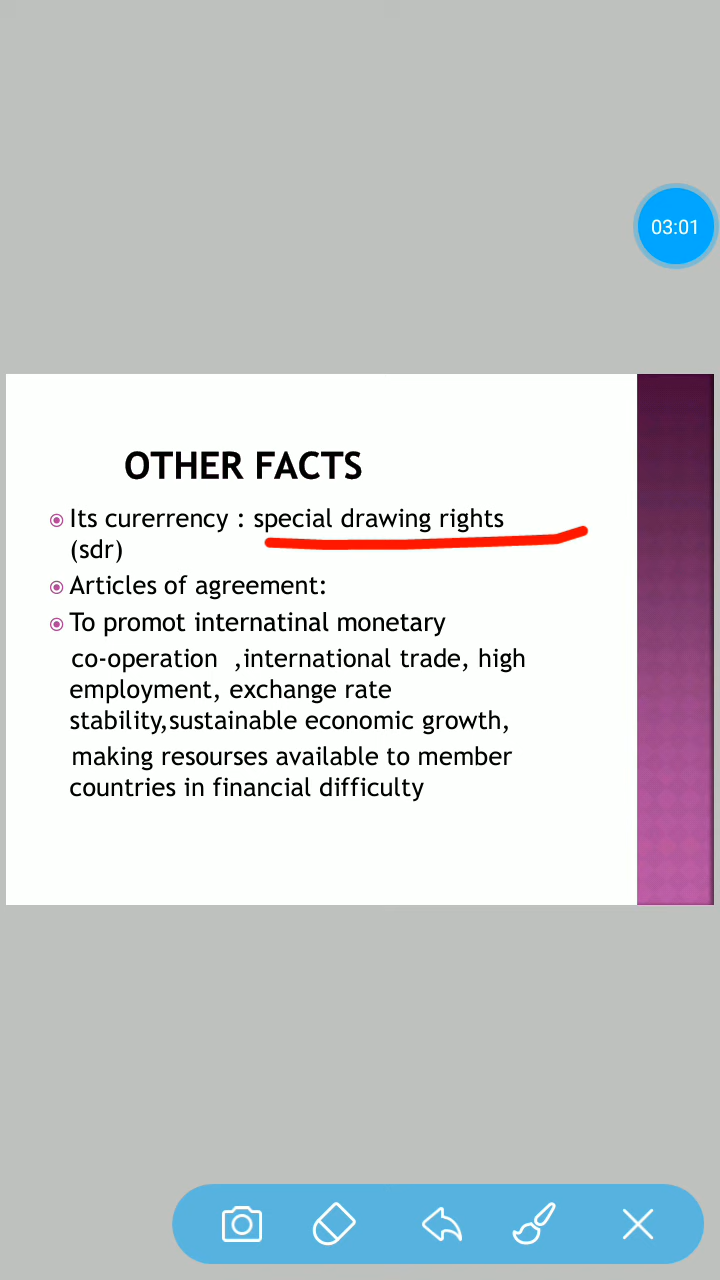 03:01
OTHER FACTS
Its curerrency : special drawing rights
(sdr)
Articles of agreement:
To promot internatinal monetary
co-operation ,international trade, high
employment, exchange rate
stability,sustainable economic growth,
making resourses available to member
countries in financial difficulty